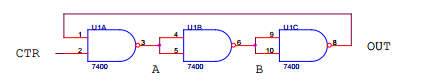 U1A U1B U1C
1 3 4 6 9 8 OUT
CTR 2 5 10
7400 7400 7400
A B